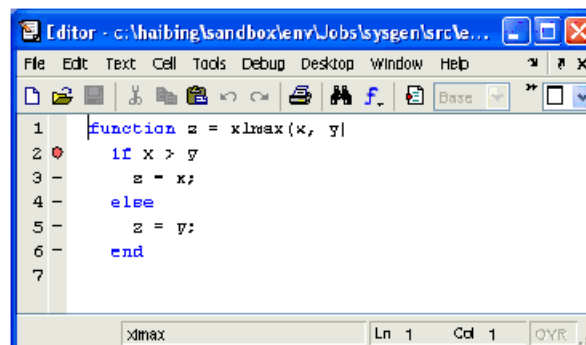 Editor - c:\haibing\sandbox\env\Jobs\sysgen\src\e...
File Edit Text Cell Tools Debug Desktop Window Help
Base
1 function z = xlmax(x, y)
2 if x > y
3 - z = x;
4 - else
5 - z = y;
6 - end
7
xlmax Ln 1 Col 1 OVR